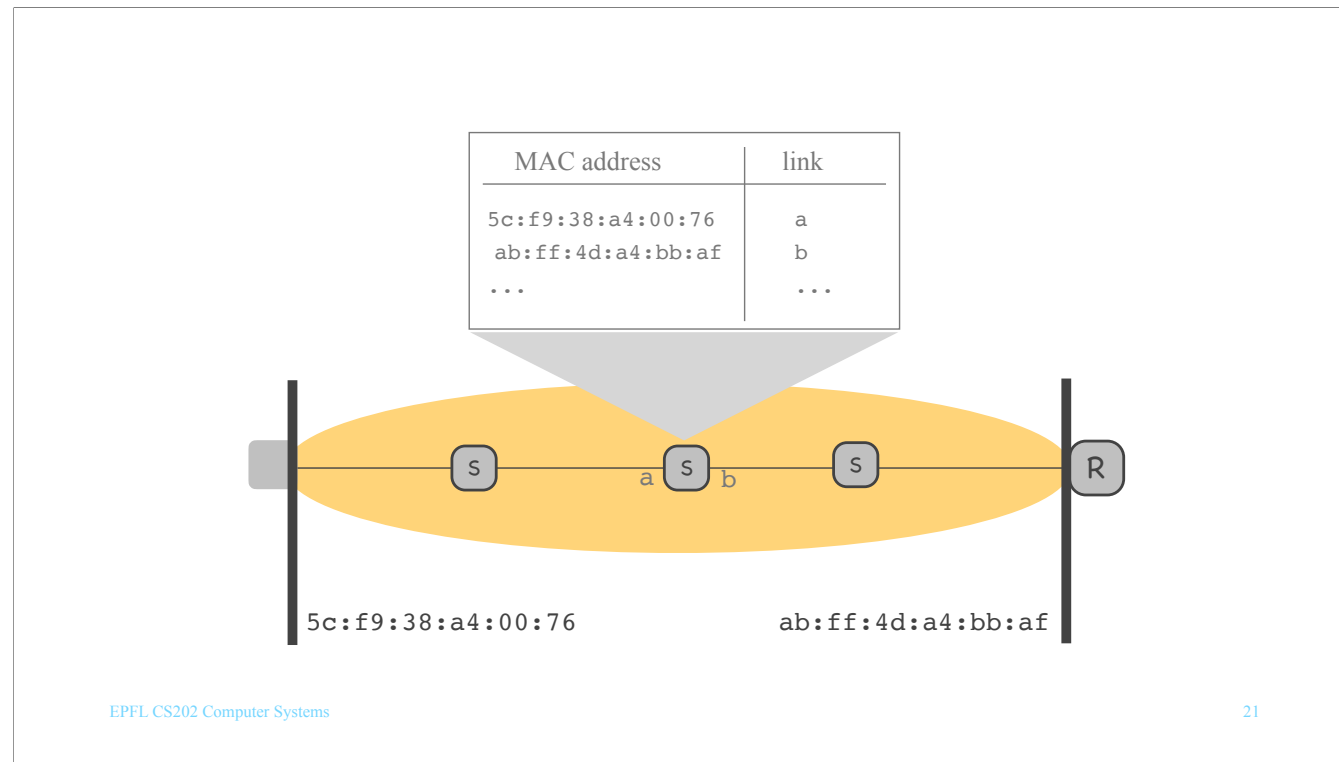 MAC address link
5c:f9:38:a4:00:76 a
ab:ff:4d:a4:bb:af b
... ...
S a S b S R
5c:f9:38:a4:00:76 ab:ff:4d:a4:bb:af
EPFL CS202 Computer Systems 21